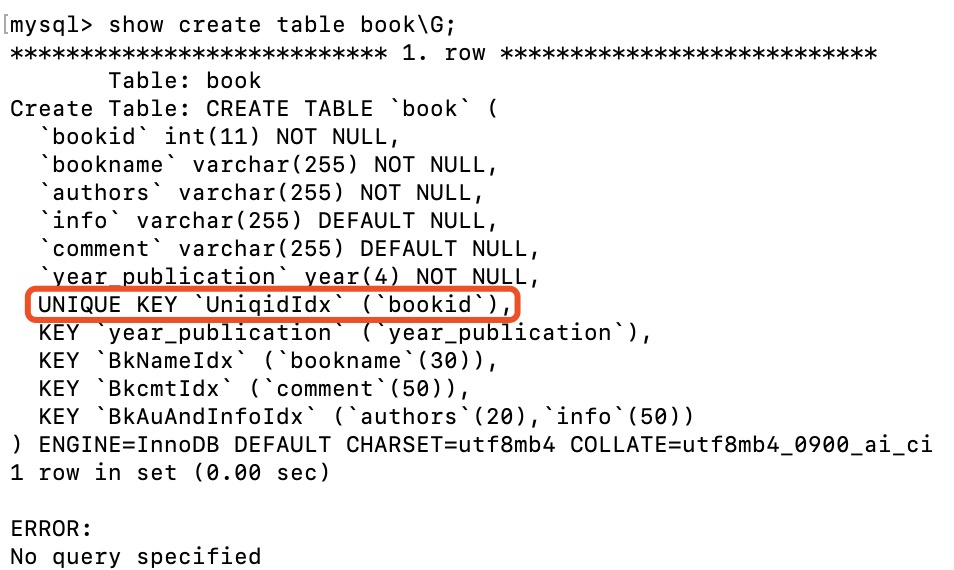 [mysql> show create table book\G;
*************************** 1. row ***************************
       Table: book
Create Table: CREATE TABLE `book` (
  `bookid` int(11) NOT NULL,
  `bookname` varchar(255) NOT NULL,
  `authors` varchar(255) NOT NULL,
  `info` varchar(255) DEFAULT NULL,
  `comment` varchar(255) DEFAULT NULL,
  `year_publication` year(4) NOT NULL,
  UNIQUE KEY `UniqidIdx` (`bookid`),
  KEY `year_publication` (`year_publication`),
  KEY `BkNameIdx` (`bookname`(30)),
  KEY `BkcmtIdx` (`comment`(50)),
  KEY `BkAuAndInfoIdx` (`authors`(20),`info`(50))
) ENGINE=InnoDB DEFAULT CHARSET=utf8mb4 COLLATE=utf8mb4_0900_ai_ci
1 row in set (0.00 sec)

ERROR:
No query specified